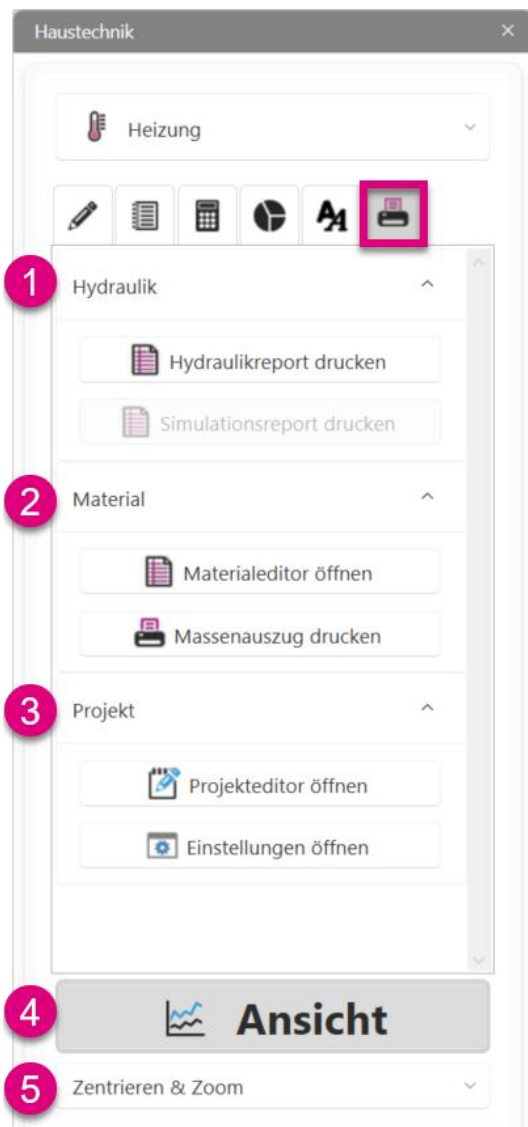 Haustechnik
Heizung
1 Hydraulik
Hydraulikreport drucken
Simulationsreport drucken
2 Material
Materialeditor öffnen
Massenauszug drucken
3 Projekt
Projekteditor öffnen
Einstellungen öffnen
4 Ansicht
5 Zentrieren & Zoom